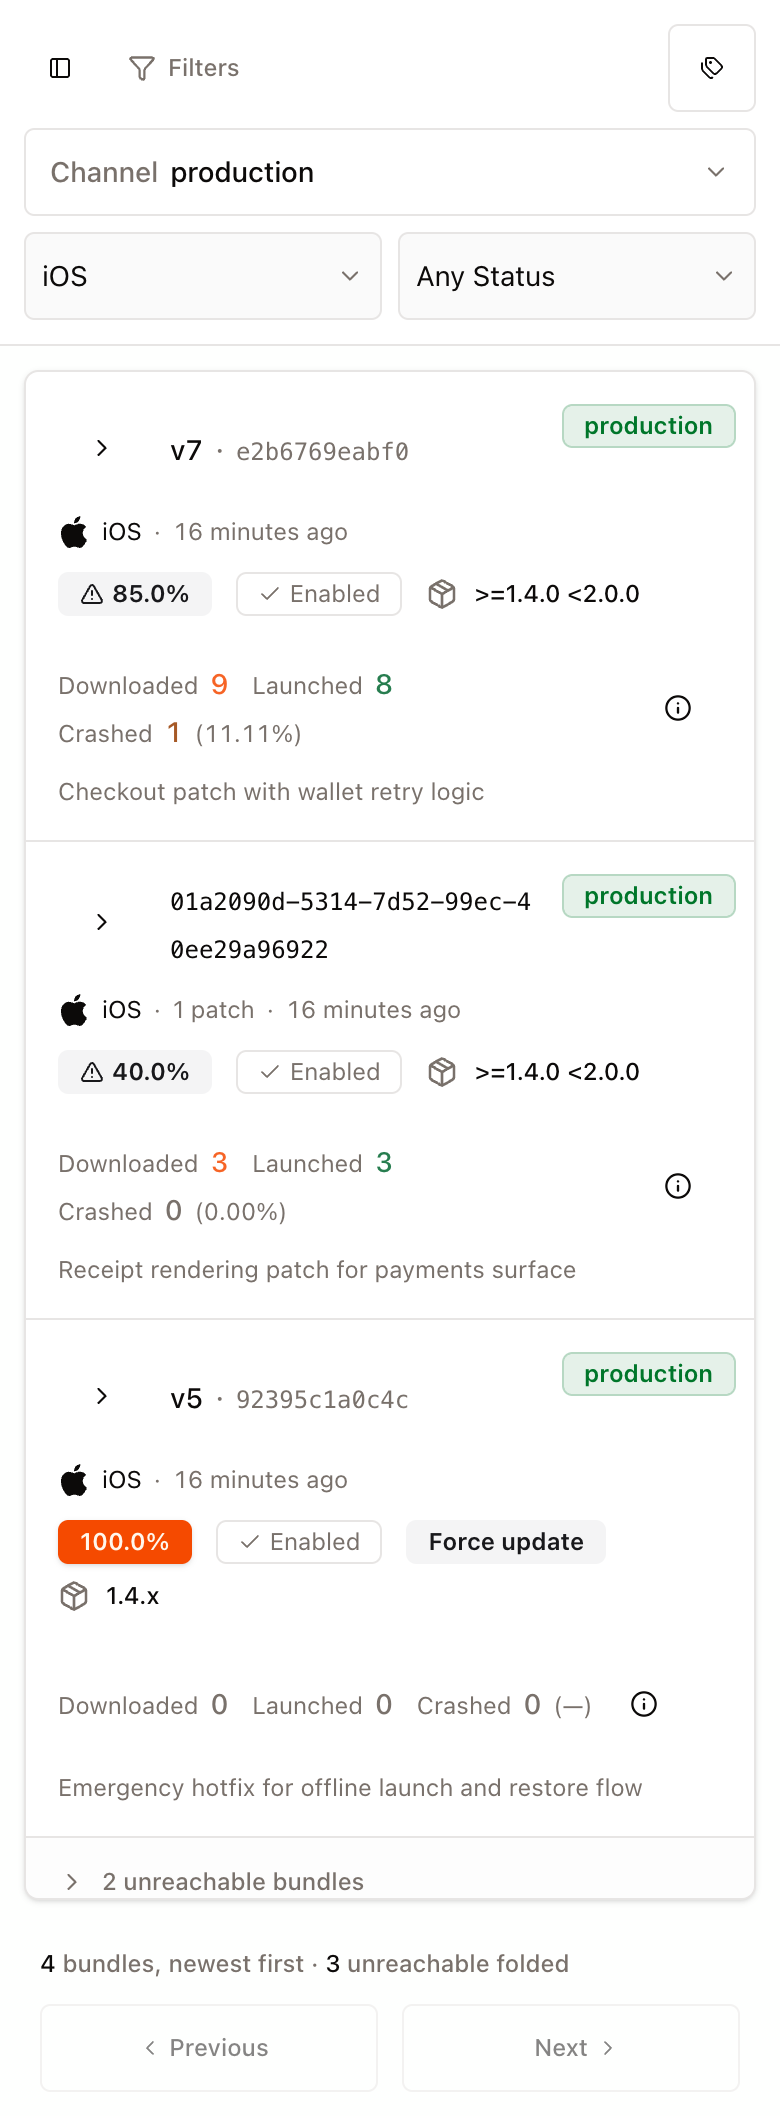 Filters
Channel production
iOS
Any Status
v7 · e2b6769eabf0
production
iOS · 16 minutes ago
85.0%
Enabled
>=1.4.0 <2.0.0
Downloaded 9 Launched 8
Crashed 1 (11.11%)
Checkout patch with wallet retry logic
01a2090d-5314-7d52-99ec-4
0ee29a96922
production
iOS · 1 patch · 16 minutes ago
40.0%
Enabled
>=1.4.0 <2.0.0
Downloaded 3 Launched 3
Crashed 0 (0.00%)
Receipt rendering patch for payments surface
v5 · 92395c1a0c4c
production
iOS · 16 minutes ago
100.0%
Enabled
Force update
1.4.x
Downloaded 0 Launched 0 Crashed 0 (—)
Emergency hotfix for offline launch and restore flow
2 unreachable bundles
4 bundles, newest first · 3 unreachable folded
Previous
Next